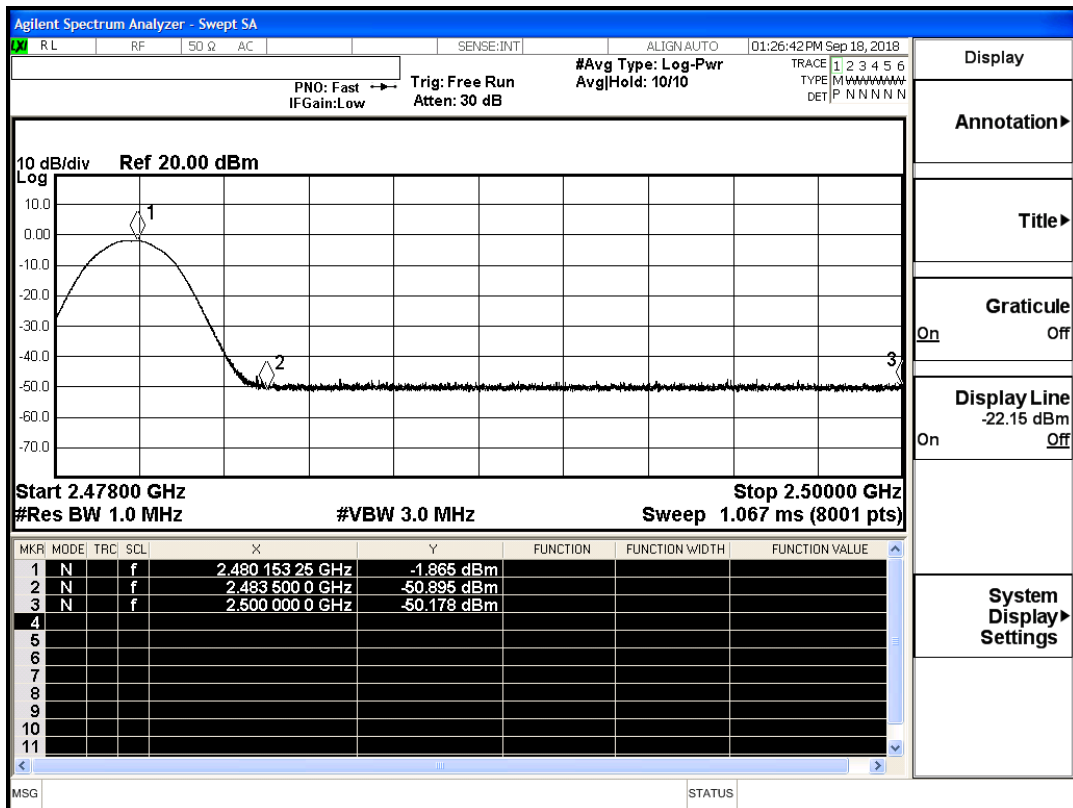 Agilent Spectrum Analyzer - Swept SA
LXI RL RF 50 Ω AC SENSE:INT ALIGN AUTO 01:26:42 PM Sep 18, 2018
PNO: Fast
IFGain:Low
Trig: Free Run
Atten: 30 dB
#Avg Type: Log-Pwr
Avg|Hold: 10/10
TRACE 1 2 3 4 5 6
TYPE M W W W W W
DET P N N N N N
10 dB/div Ref 20.00 dBm
Log
10.0
0.00
-10.0
-20.0
-30.0
-40.0
-50.0
-60.0
-70.0
1
2
3
Start 2.47800 GHz Stop 2.50000 GHz
#Res BW 1.0 MHz #VBW 3.0 MHz Sweep 1.067 ms (8001 pts)
MKR MODE TRC SCL X Y FUNCTION FUNCTION WIDTH FUNCTION VALUE
1 N f 2.480 153 25 GHz -1.865 dBm
2 N f 2.483 500 0 GHz -50.895 dBm
3 N f 2.500 000 0 GHz -50.178 dBm
4
5
6
7
8
9
10
11
MSG STATUS
Display
Annotation
Title
Graticule
On Off
Display Line
-22.15 dBm
On Off
System
Display
Settings